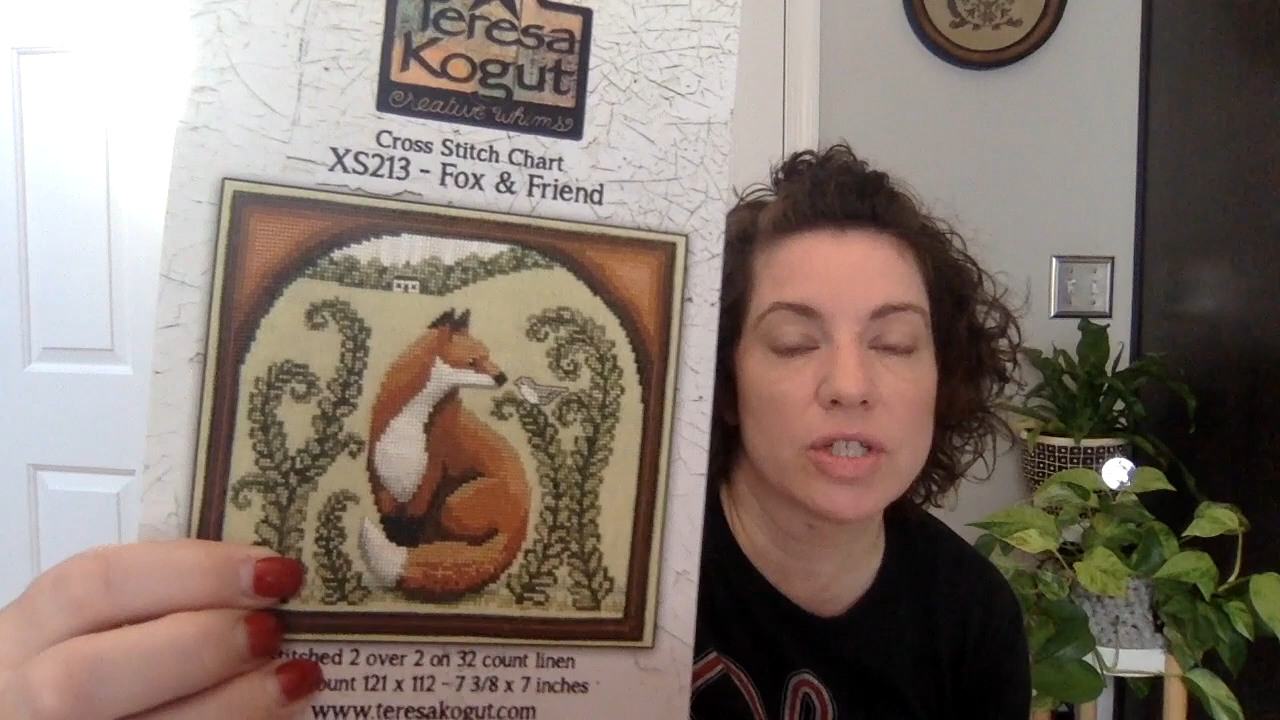 Teresa
Kogut
creative whims
Cross Stitch Chart
XS213 - Fox & Friend
stitched 2 over 2 on 32 count linen
121 x 112 - 7 3/8 x 7 inches
www.teresakogut.com